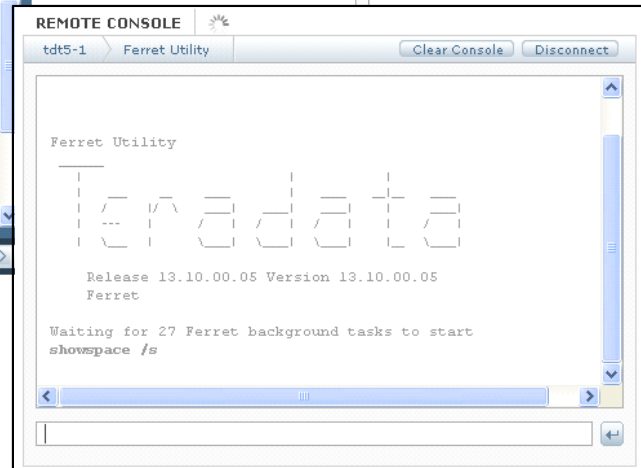 REMOTE CONSOLE
tdt5-1 Ferret Utility Clear Console Disconnect
Ferret Utility
Teradata
Release 13.10.00.05 Version 13.10.00.05
Ferret
Waiting for 27 Ferret background tasks to start
showspace /s